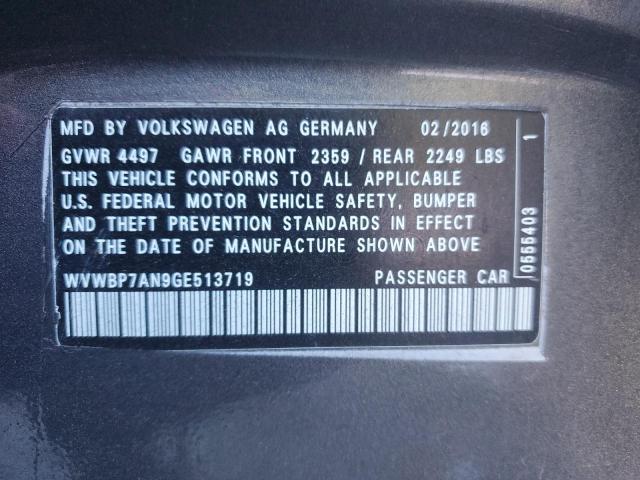 MFD BY VOLKSWAGEN AG GERMANY 02/2016
GVWR 4497 GAWR FRONT 2359 / REAR 2249 LBS
THIS VEHICLE CONFORMS TO ALL APPLICABLE
U.S. FEDERAL MOTOR VEHICLE SAFETY, BUMPER
AND THEFT PREVENTION STANDARDS IN EFFECT
ON THE DATE OF MANUFACTURE SHOWN ABOVE
WVWBP7AN9GE513719 PASSENGER CAR
0555403 1